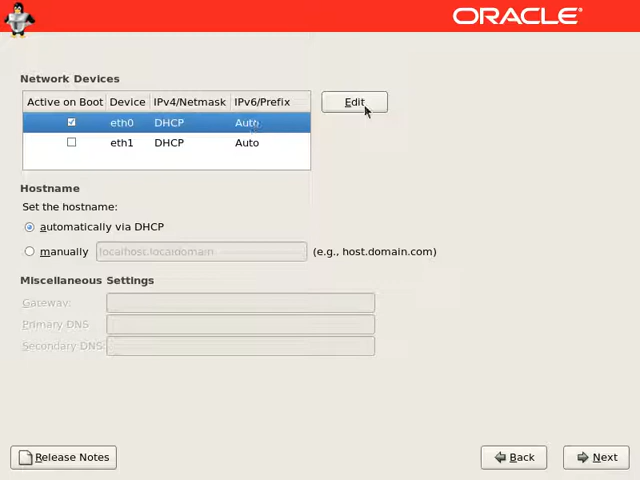 ORACLE®
Network Devices
Active on Boot Device IPv4/Netmask IPv6/Prefix
Edit
eth0 DHCP Auto
eth1 DHCP Auto
Hostname
Set the hostname:
automatically via DHCP
manually localhost.localdomain (e.g., host.domain.com)
Miscellaneous Settings
Gateway:
Primary DNS
Secondary DNS:
Release Notes
Back
Next